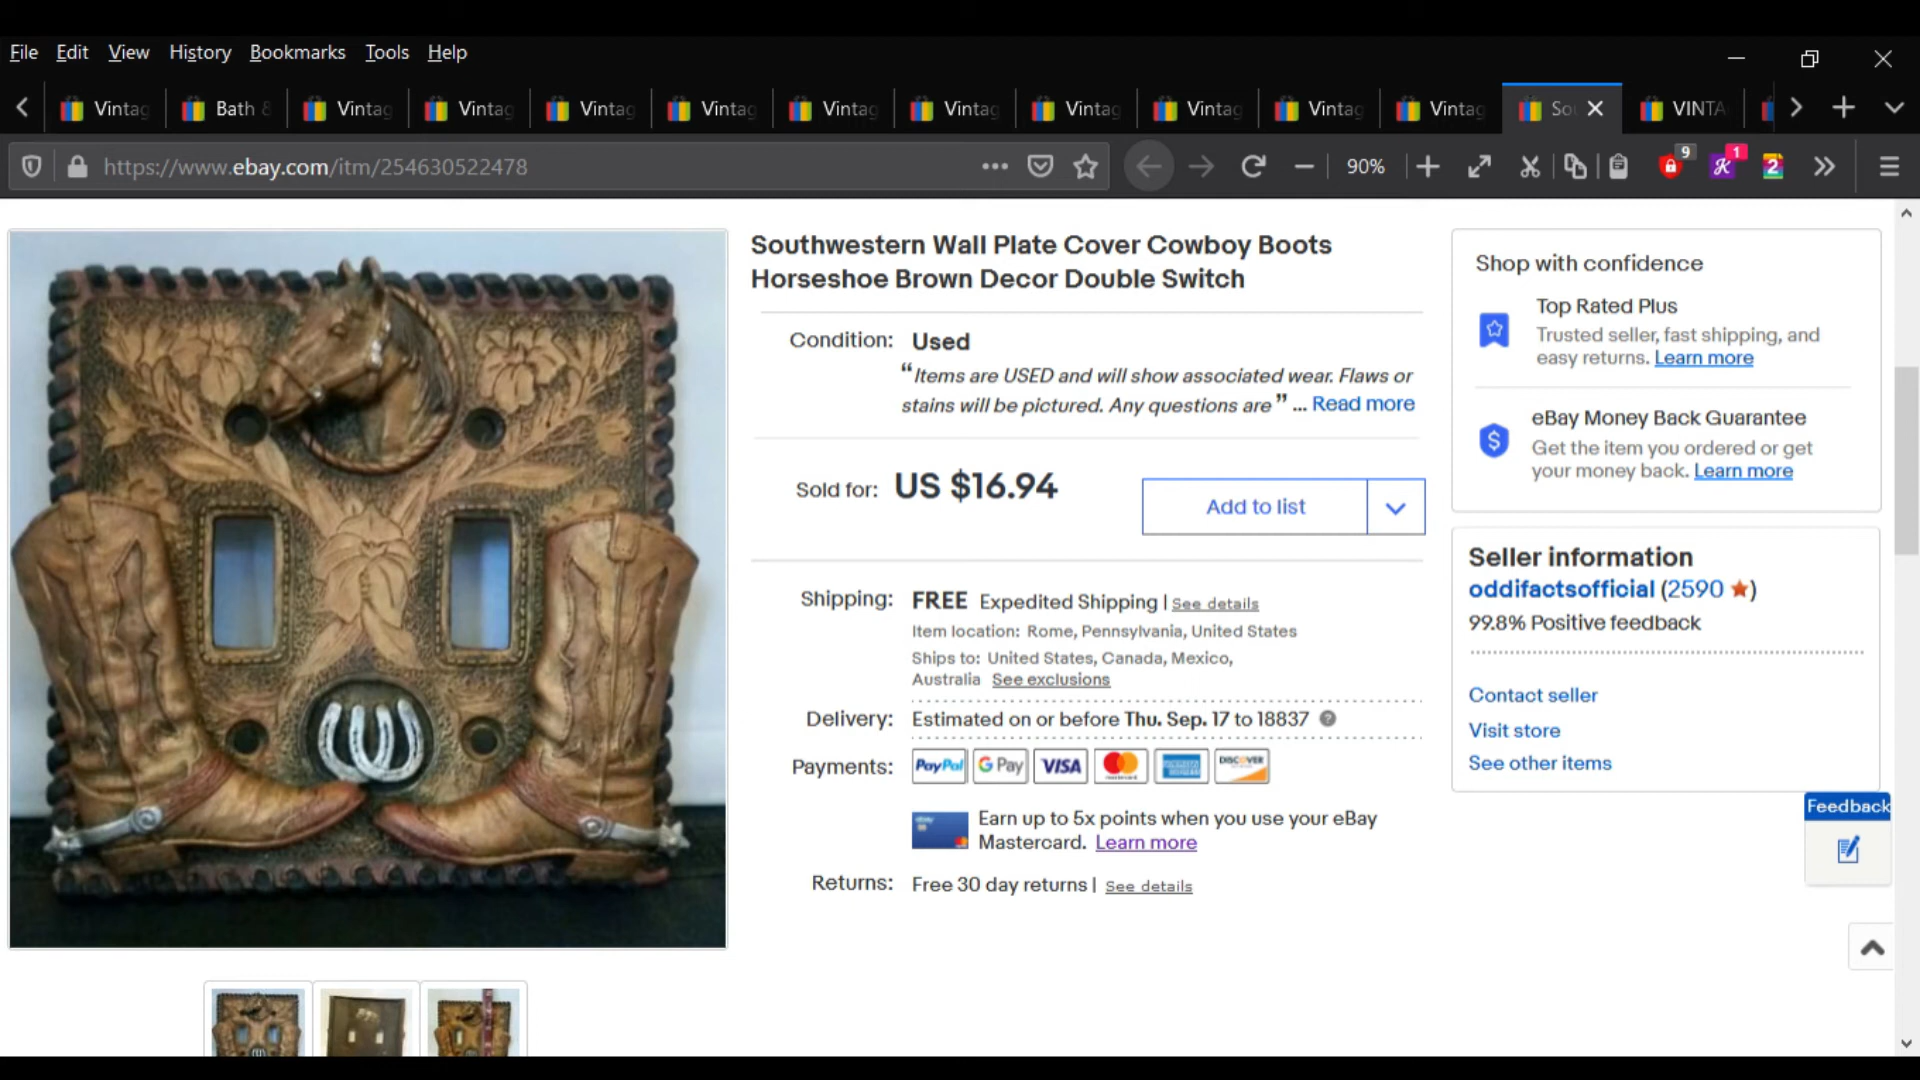 File Edit View History Bookmarks Tools Help
Vintag Bath & Vintag Vintag Vintag Vintag Vintag Vintag Vintag Vintag Vintag Vintag Sou VINTA
https://www.ebay.com/itm/254630522478 ... 90% 9 1 2
Southwestern Wall Plate Cover Cowboy Boots
Horseshoe Brown Decor Double Switch
Condition: Used
"Items are USED and will show associated wear. Flaws or
stains will be pictured. Any questions are " ... Read more
Sold for: US $16.94
Add to list
Shipping: FREE Expedited Shipping | See details
Item location: Rome, Pennsylvania, United States
Ships to: United States, Canada, Mexico,
Australia See exclusions
Delivery: Estimated on or before Thu. Sep. 17 to 18837
Payments: PayPal G Pay VISA DISCOVER
Earn up to 5x points when you use your eBay
Mastercard. Learn more
Returns: Free 30 day returns | See details
Shop with confidence
Top Rated Plus
Trusted seller, fast shipping, and
easy returns. Learn more
eBay Money Back Guarantee
Get the item you ordered or get
your money back. Learn more
Seller information
oddifactsofficial (2590 ★)
99.8% Positive feedback
Contact seller
Visit store
See other items
Feedback